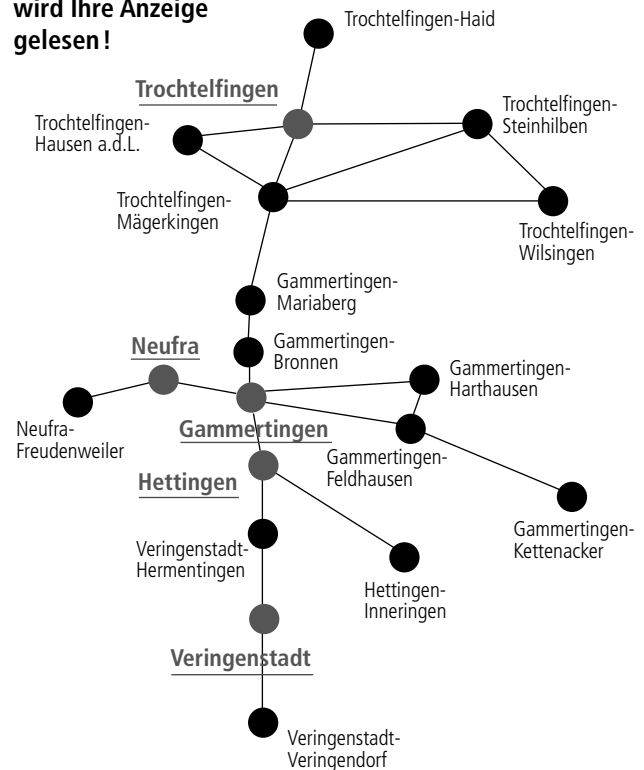 wird Ihre Anzeige
gelesen !
Trochtelfingen-Haid
Trochtelfingen
Trochtelfingen-
Hausen a.d.L.
Trochtelfingen-
Steinhilben
Trochtelfingen-
Mägerkingen
Trochtelfingen-
Wilsingen
Gammertingen-
Mariaberg
Gammertingen-
Bronnen
Neufra
Gammertingen-
Harthausen
Neufra-
Freudenweiler
Gammertingen
Gammertingen-
Feldhausen
Hettingen
Gammertingen-
Kettenacker
Veringenstadt-
Hermentingen
Hettingen-
Inneringen
Veringenstadt
Veringenstadt-
Veringendorf